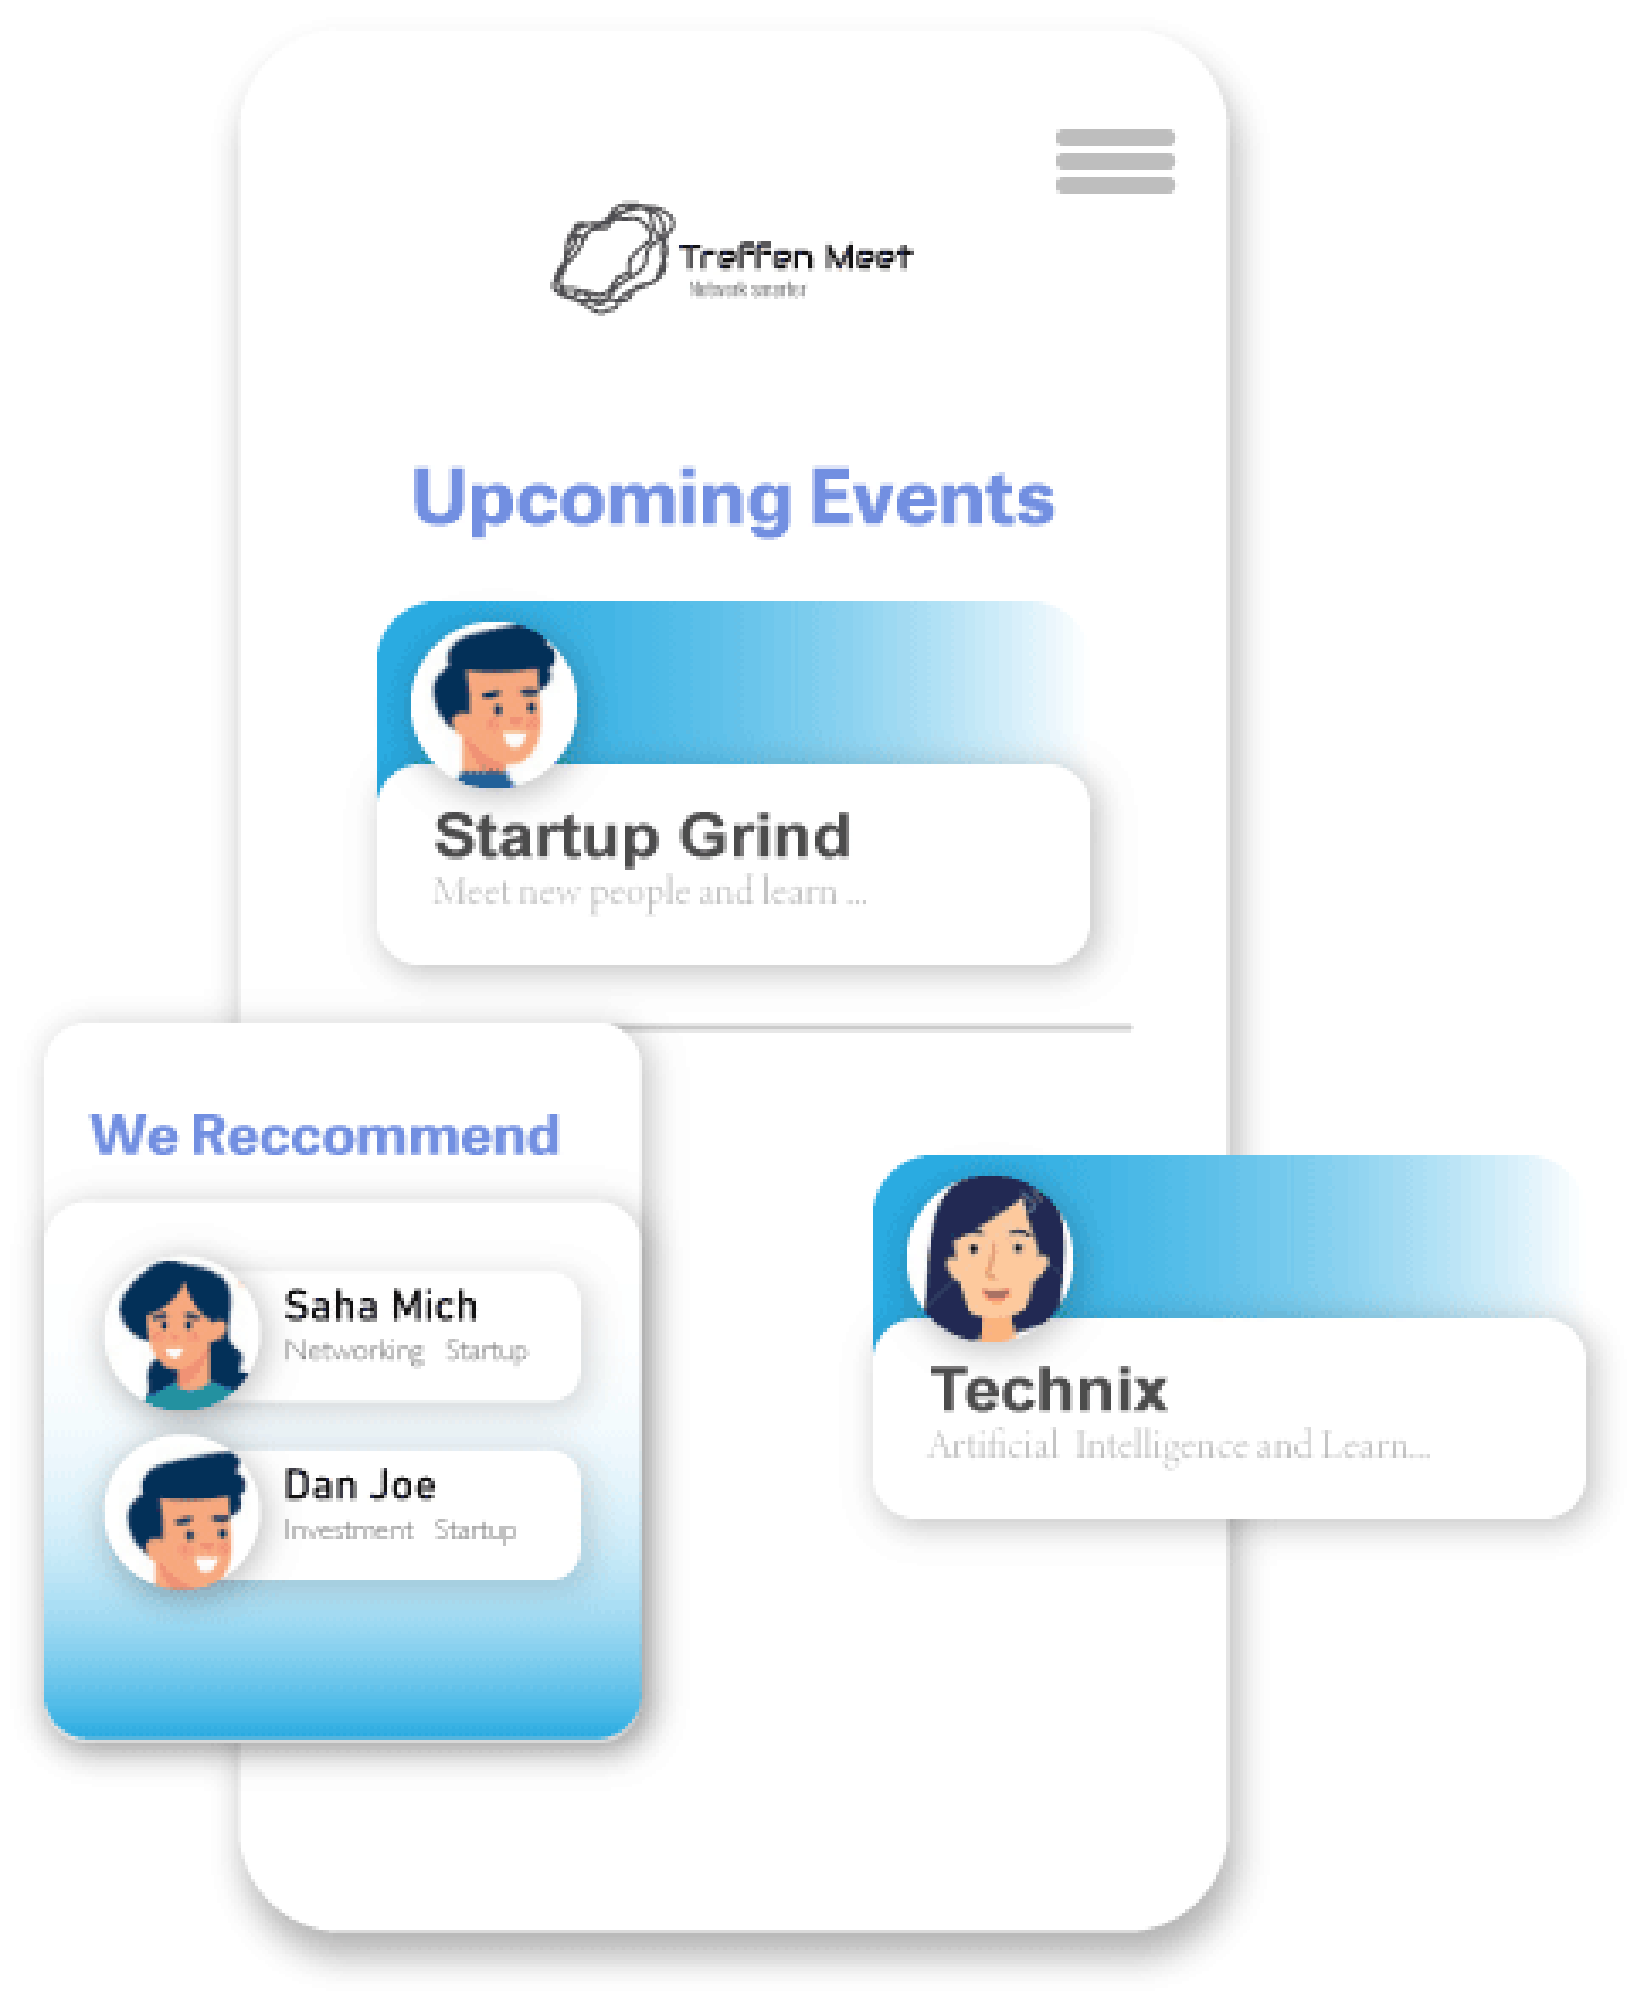 Treffen Meet
Network smarter
Upcoming Events
Startup Grind
Meet new people and learn ...
We Reccommend
Saha Mich
Networking Startup
Dan Joe
Investment Startup
Technix
Artificial Intelligence and Learn...